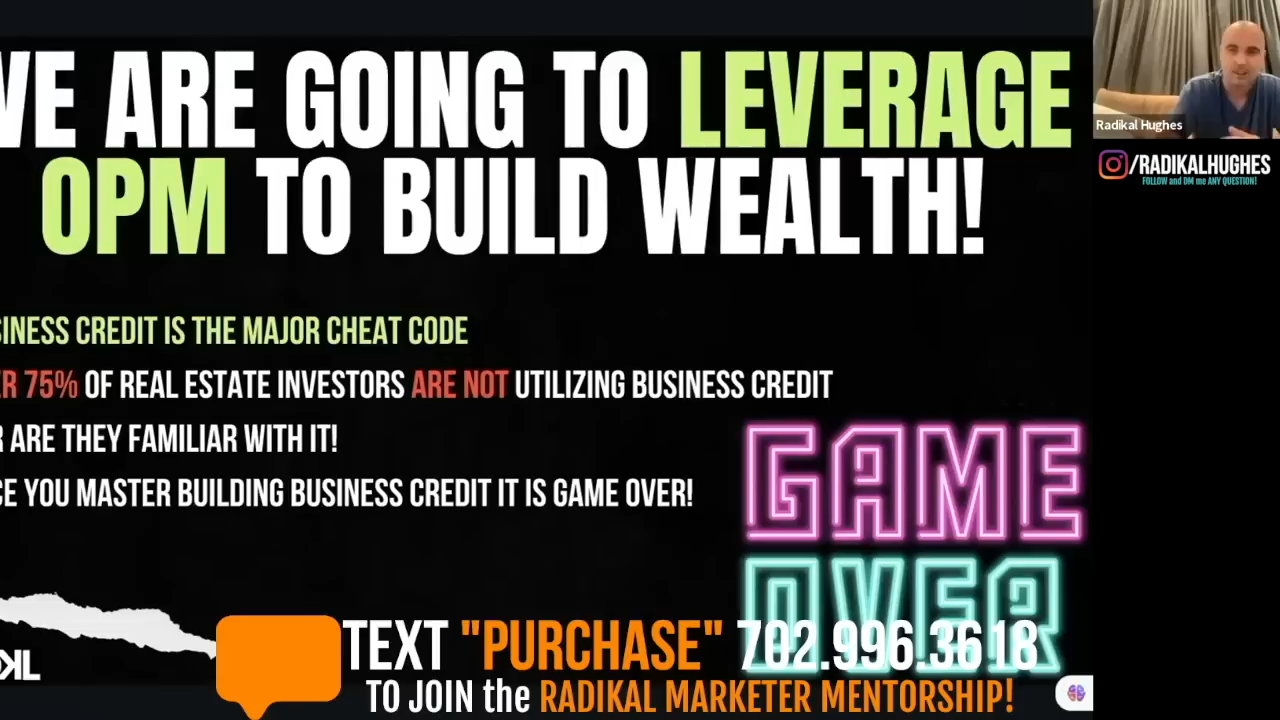 WE ARE GOING TO LEVERAGE
OPM TO BUILD WEALTH!
SINESS CREDIT IS THE MAJOR CHEAT CODE
ER 75% OF REAL ESTATE INVESTORS ARE NOT UTILIZING BUSINESS CREDIT
R ARE THEY FAMILIAR WITH IT!
CE YOU MASTER BUILDING BUSINESS CREDIT IT IS GAME OVER!
GAME
OVER
TEXT "PURCHASE" 702.996.3618
TO JOIN the RADIKAL MARKETER MENTORSHIP!
Radikal Hughes
/RADIKALHUGHES
FOLLOW and DM me ANY QUESTION!